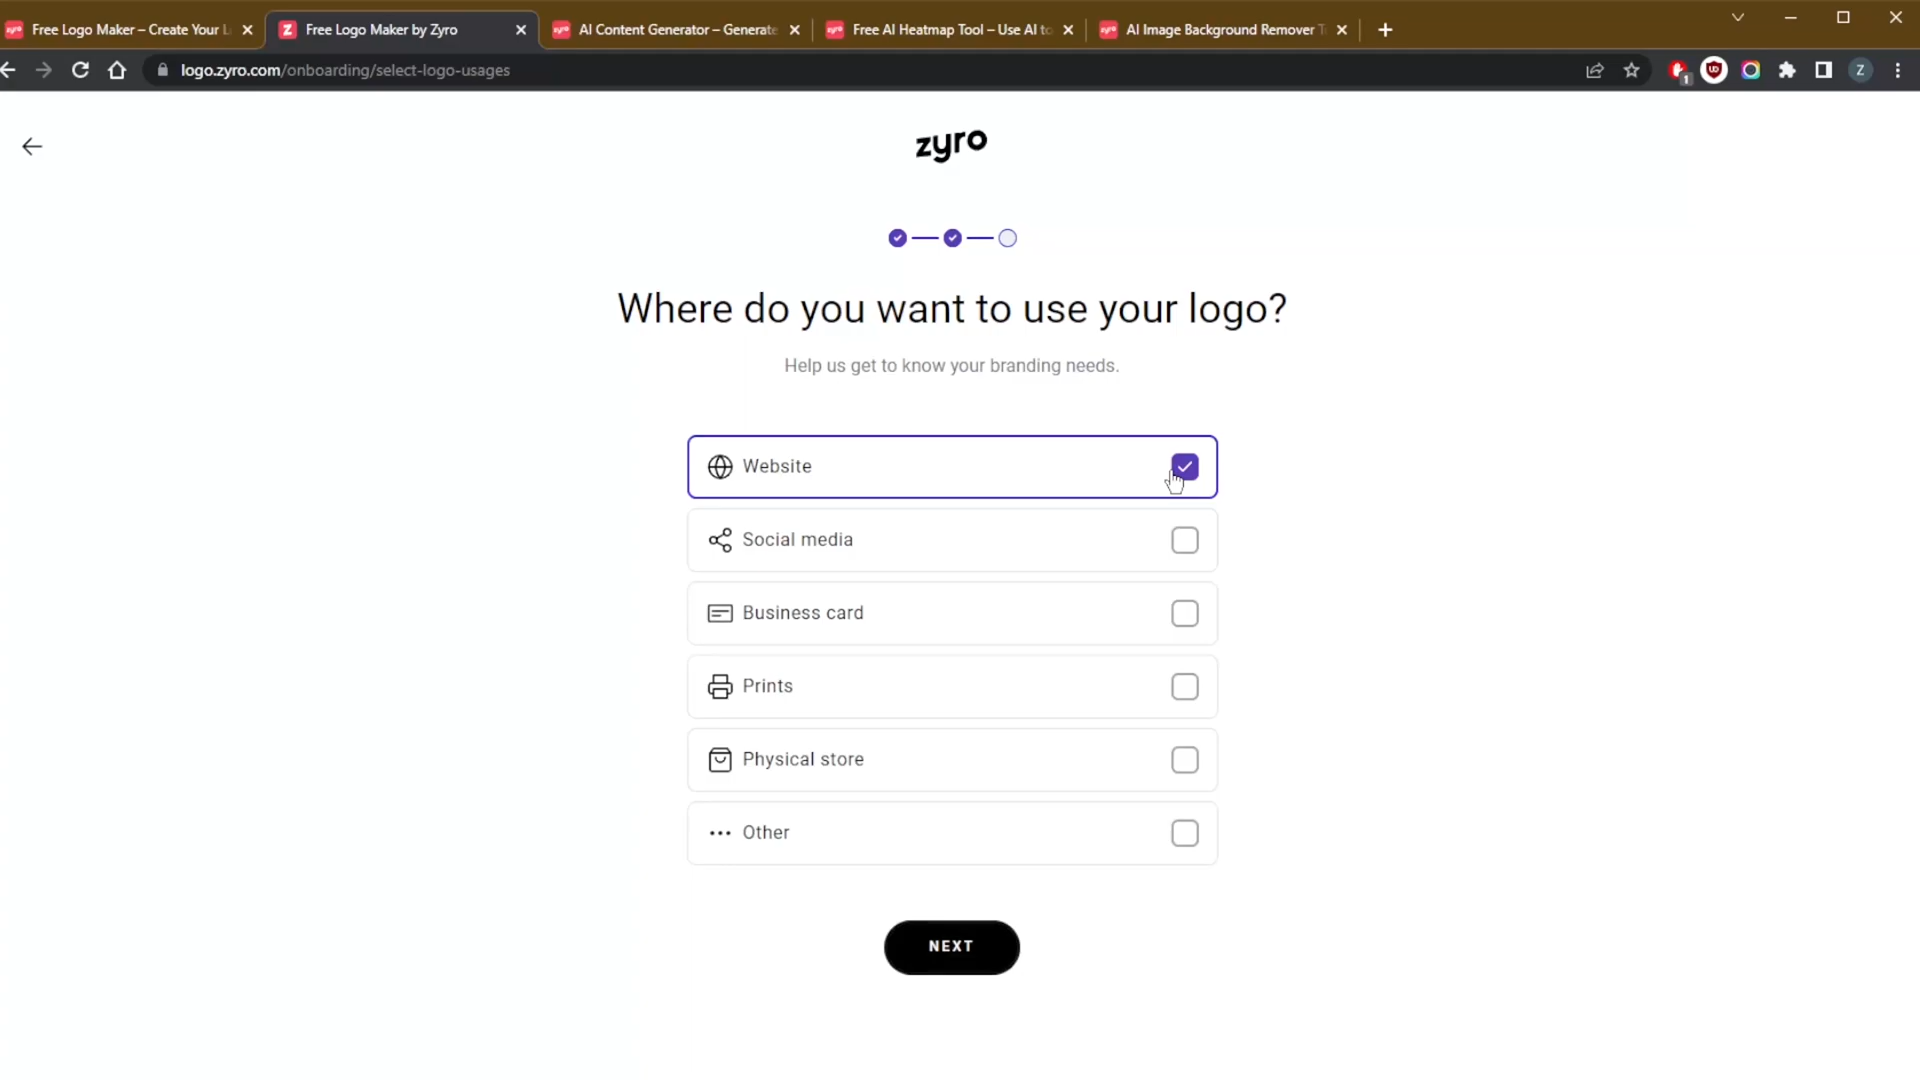 Free Logo Maker – Create Your L
Free Logo Maker by Zyro
AI Content Generator – Generate
Free AI Heatmap Tool – Use AI to
AI Image Background Remover T
logo.zyro.com/onboarding/select-logo-usages
1
Z
zyro
Where do you want to use your logo?
Help us get to know your branding needs.
Website
Social media
Business card
Prints
Physical store
Other
NEXT